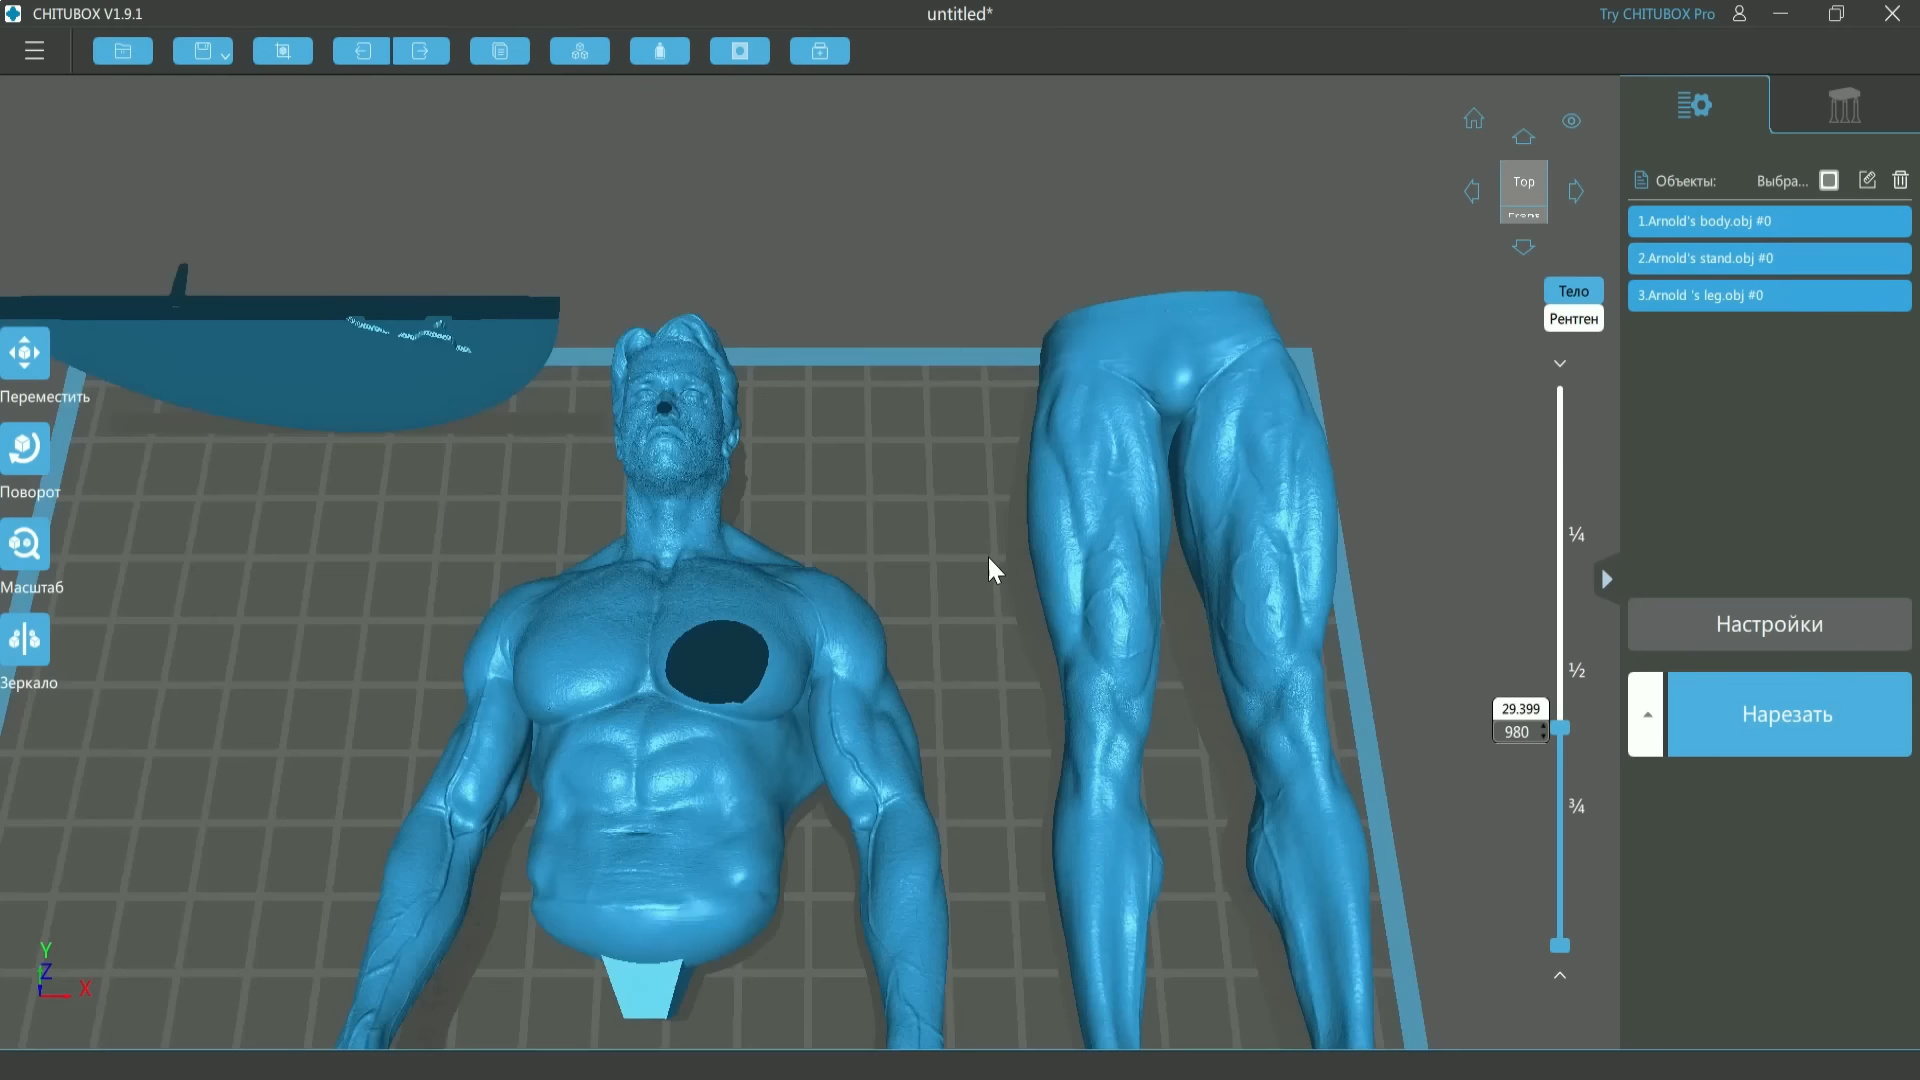 CHITUBOX V1.9.1
untitled*
Try CHITUBOX Pro
Top
Объекты:
Выбра...
1.Arnold's body.obj #0
2.Arnold's stand.obj #0
3.Arnold 's leg.obj #0
Тело
Рентген
Переместить
Поворот
Масштаб
Зеркало
¼
½
29.399
980
¾
Настройки
Нарезать
Y
Z
X